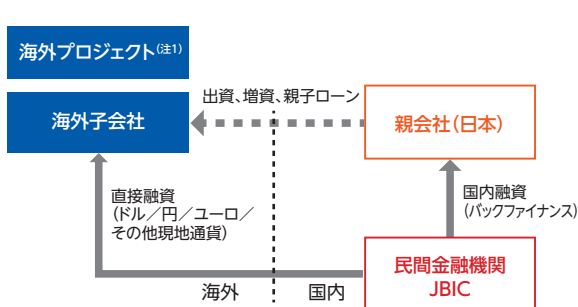 海外プロジェクト(注1)
海外子会社
出資、増資、親子ローン
親会社(日本)
直接融資
(ドル/円/ユーロ/
その他現地通貨)
国内融資
(バックファイナンス)
民間金融機関
JBIC
海外
国内